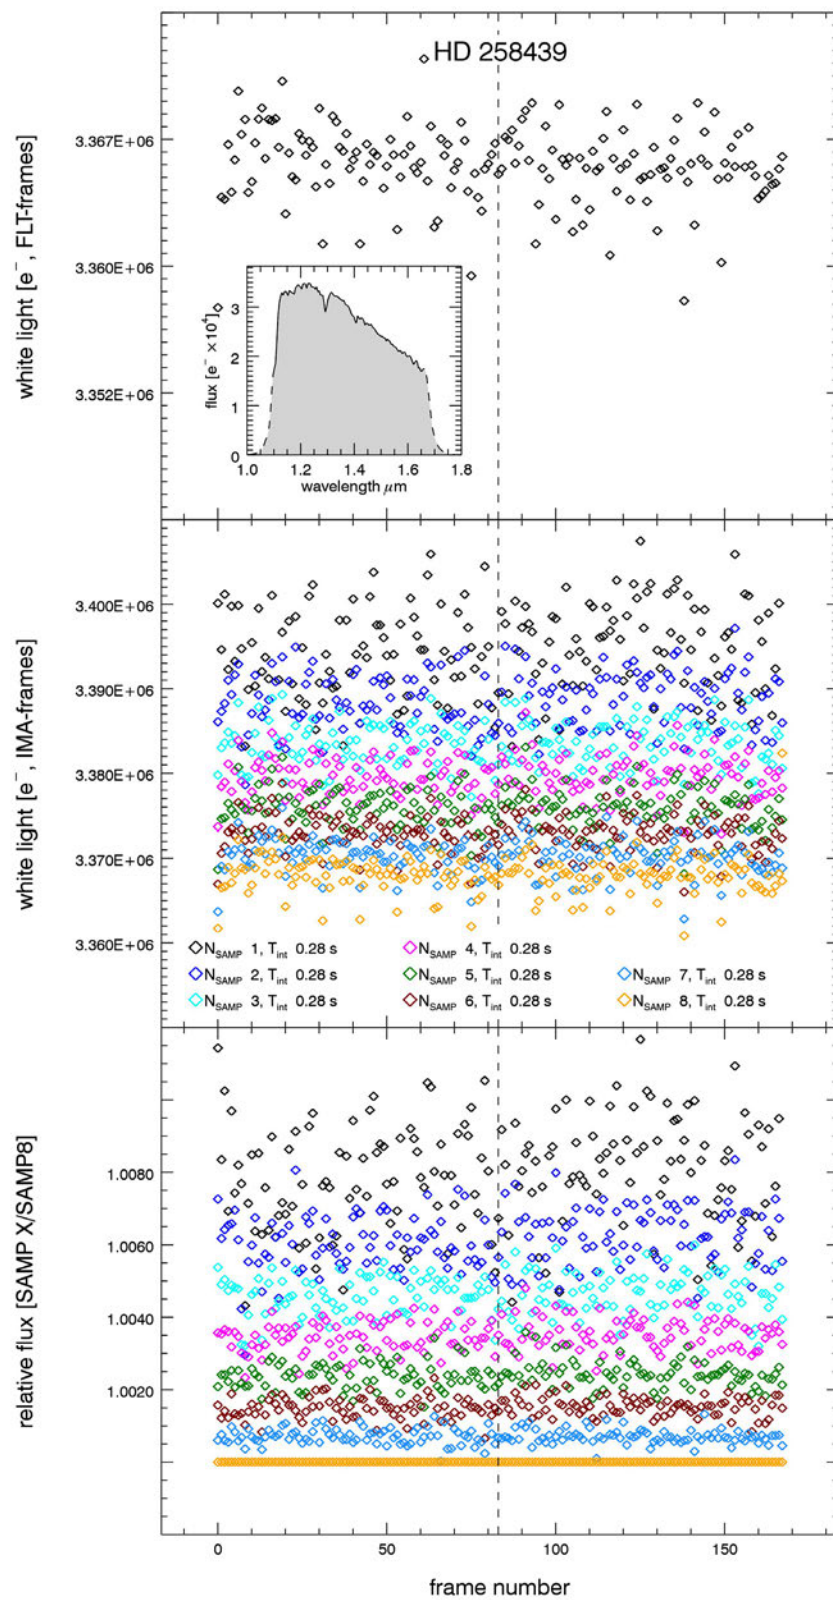 HD 258439
white light [e⁻, FLT-frames]
3.367E+06
3.360E+06
3.352E+06
flux [e⁻ ×10⁴]
3
2
1
0
1.0 1.2 1.4 1.6 1.8
wavelength μm
white light [e⁻, IMA-frames]
3.400E+06
3.390E+06
3.380E+06
3.370E+06
3.360E+06
N_SAMP 1, T_int 0.28 s N_SAMP 4, T_int 0.28 s
N_SAMP 2, T_int 0.28 s N_SAMP 5, T_int 0.28 s N_SAMP 7, T_int 0.28 s
N_SAMP 3, T_int 0.28 s N_SAMP 6, T_int 0.28 s N_SAMP 8, T_int 0.28 s
relative flux [SAMP X/SAMP8]
1.0080
1.0060
1.0040
1.0020
0 50 100 150
frame number